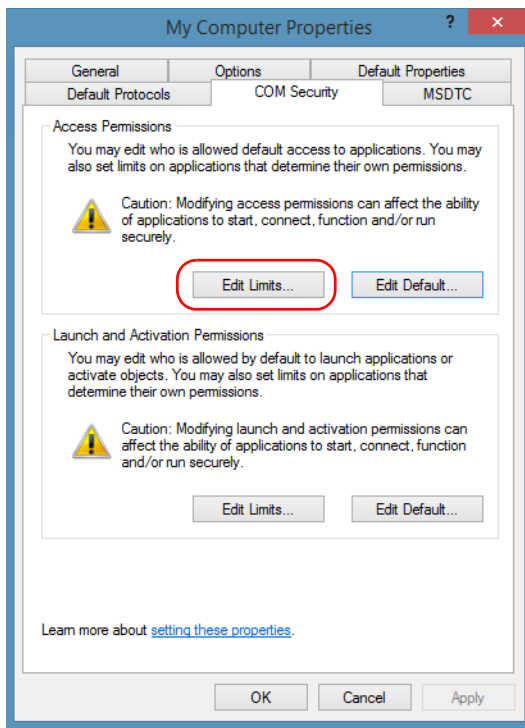 My Computer Properties
?
×
General
Options
Default Properties
Default Protocols
COM Security
MSDTC
Access Permissions
You may edit who is allowed default access to applications. You may
also set limits on applications that determine their own permissions.
Caution: Modifying access permissions can affect the ability
of applications to start, connect, function and/or run
securely.
Edit Limits...
Edit Default...
Launch and Activation Permissions
You may edit who is allowed by default to launch applications or
activate objects. You may also set limits on applications that
determine their own permissions.
Caution: Modifying launch and activation permissions can
affect the ability of applications to start, connect, function
and/or run securely.
Edit Limits...
Edit Default...
Learn more about setting these properties.
OK
Cancel
Apply